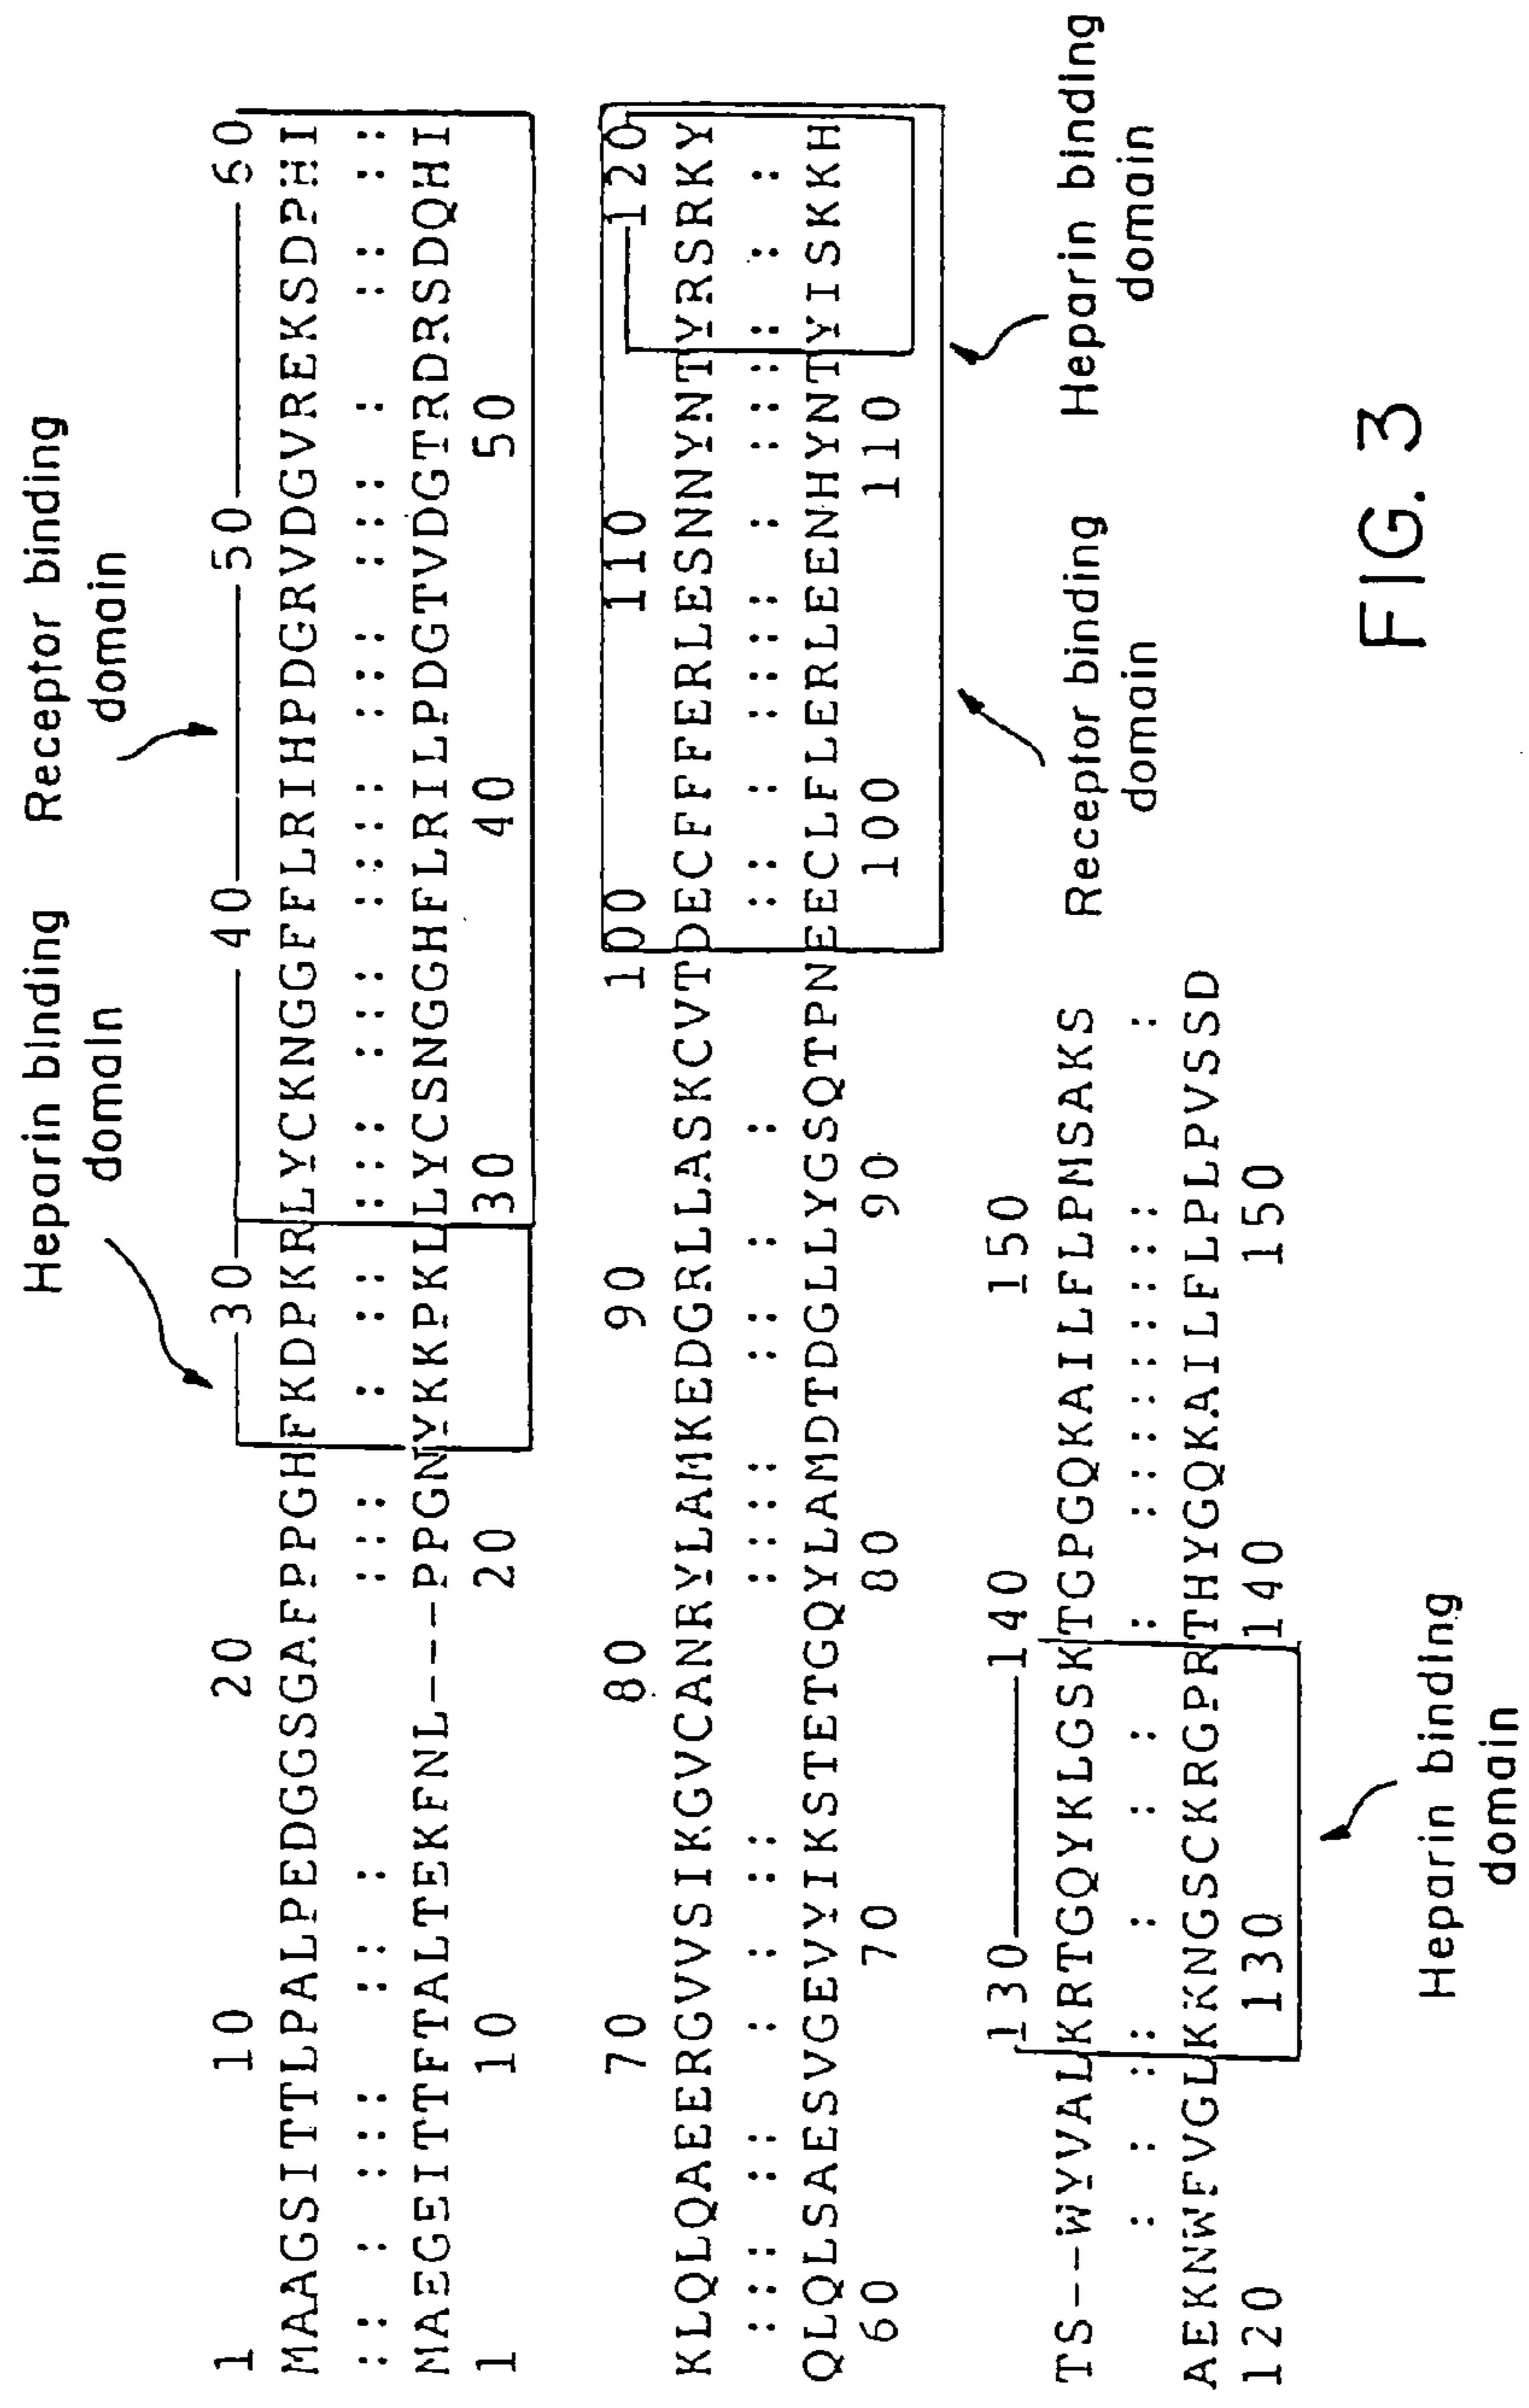 Heparin binding domain
Receptor binding domain
1 10 20 30 40 50 60
MAAGSITTLPALPEDGGSGAFPPGHFKDPKRLYCKNGGFFLRIHPDGRVDGVREKSDPHI
MAEGEITTFTALTEKFNL---PPGNYKKPKLLYCSNGGHFLRILPDGTVDGTRDRSDQHI
1 10 20 30 40 50
70 80 90 100 110 120
KLQLQAEERGVVSIKGVCANRYLAMKEDGRLLASKCVTDECFFFERLESNNYNTYRSRKY
QLQLSAESVGEVYIKSTETGQYLAMDTDGLLYGSQTPNEECLFLERLEENHYNTYISKKH
60 70 80 90 100 110
Receptor binding domain
Heparin binding domain
130 140 150
TS--WYVALKRTGQYKLGSKTGPGQKAILFLPMSAKS
AEKNWFVGLKKNGSCKRGPRTHYGQKAILFLPLPVSSD
120 130 140 150
Heparin binding domain
FIG. 3